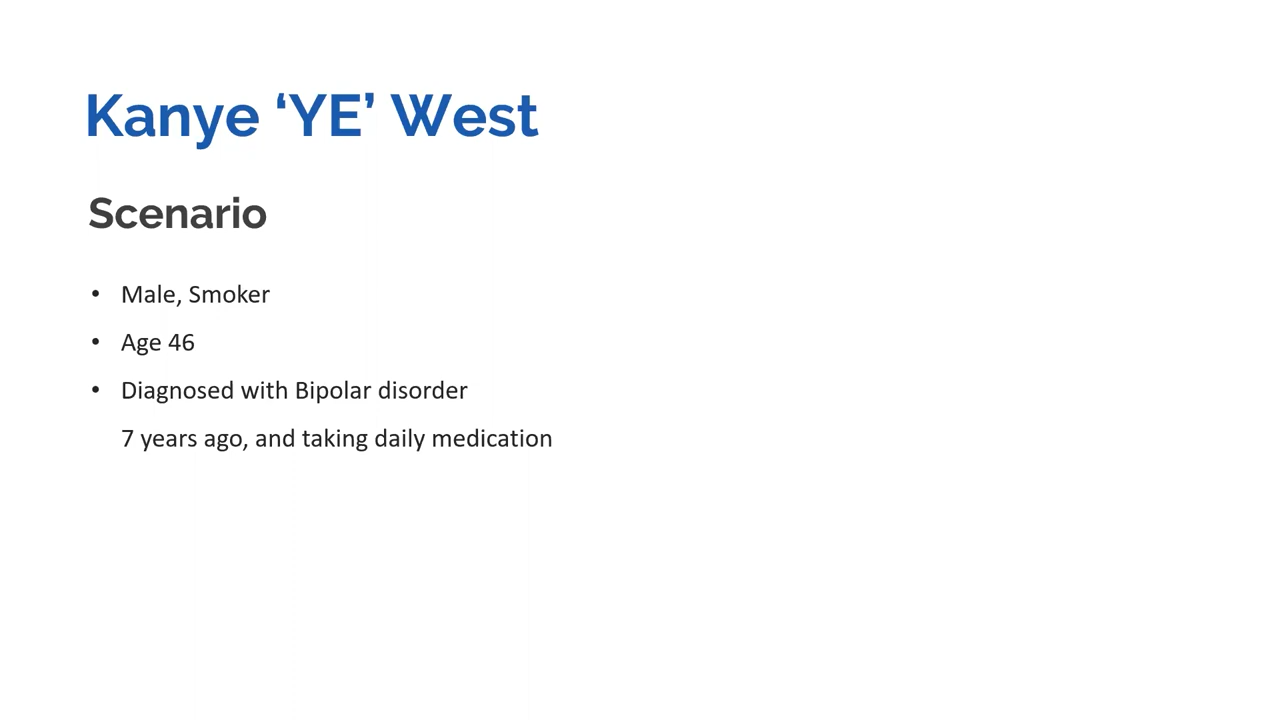 Kanye ‘YE’ West
Scenario
• Male, Smoker
• Age 46
• Diagnosed with Bipolar disorder
7 years ago, and taking daily medication